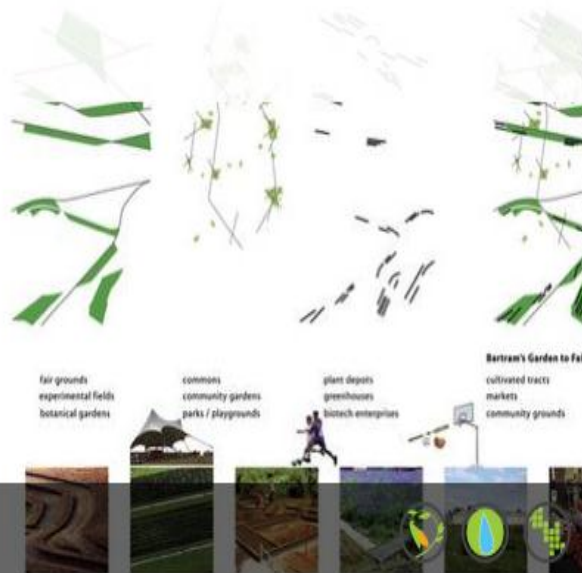 Bartram's Garden to Fai
fair grounds
experimental fields
botanical gardens
commons
community gardens
parks / playgrounds
plant depots
greenhouses
biotech enterprises
cultivated tracts
markets
community grounds